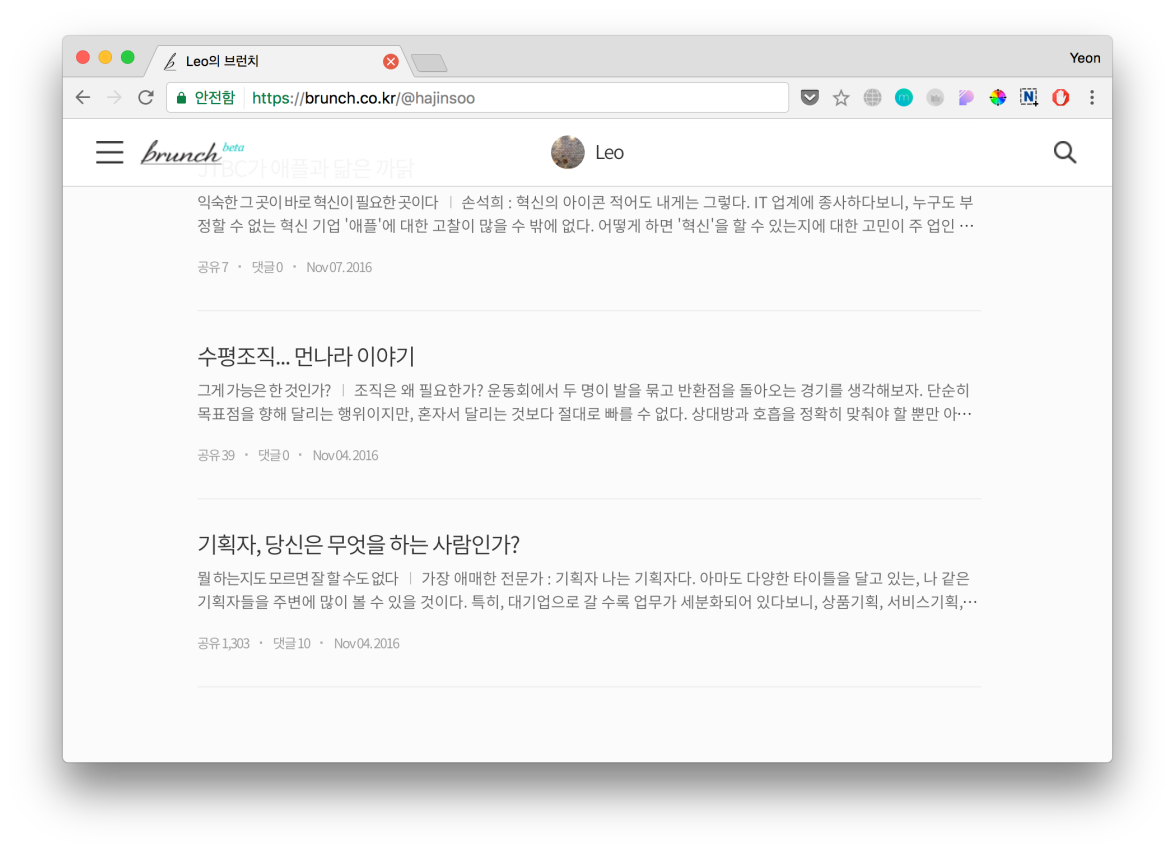 Leo의 브런치
Yeon
안전함 https://brunch.co.kr/@hajinsoo
brunch beta
Leo
JTBC가 애플과 닮은 까닭
익숙한 그 곳이 바로 혁신이 필요한 곳이다 | 손석희 : 혁신의 아이콘 적어도 내게는 그렇다. IT 업계에 종사하다보니, 누구도 부
정할 수 없는 혁신 기업 '애플'에 대한 고찰이 많을 수 밖에 없다. 어떻게 하면 '혁신'을 할 수 있는지에 대한 고민이 주 업인 …
공유 7 · 댓글 0 · Nov 07. 2016
수평조직... 먼나라 이야기
그게 가능은 한 것인가? | 조직은 왜 필요한가? 운동회에서 두 명이 발을 묶고 반환점을 돌아오는 경기를 생각해보자. 단순히
목표점을 향해 달리는 행위이지만, 혼자서 달리는 것보다 절대로 빠를 수 없다. 상대방과 호흡을 정확히 맞춰야 할 뿐만 아…
공유 39 · 댓글 0 · Nov 04. 2016
기획자, 당신은 무엇을 하는 사람인가?
뭘 하는지도 모르면 잘 할 수도 없다 | 가장 애매한 전문가 : 기획자 나는 기획자다. 아마도 다양한 타이틀을 달고 있는, 나 같은
기획자들을 주변에 많이 볼 수 있을 것이다. 특히, 대기업으로 갈 수록 업무가 세분화되어 있다보니, 상품기획, 서비스기획,…
공유 1,303 · 댓글 10 · Nov 04. 2016